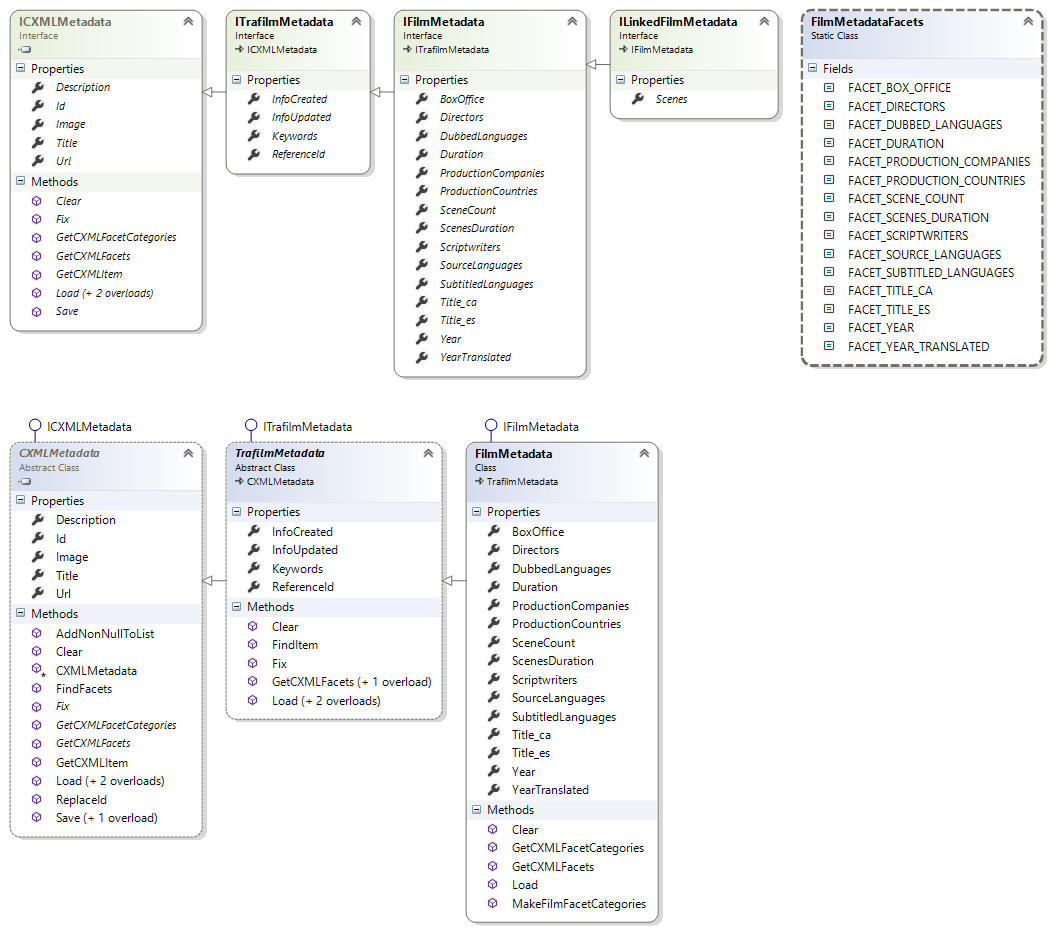 ICXMLMetadata
Interface
Properties
Description
Id
Image
Title
Url
Methods
Clear
Fix
GetCXMLFacetCategories
GetCXMLFacets
GetCXMLItem
Load (+ 2 overloads)
Save
ITrafilmMetadata
Interface
ICXMLMetadata
Properties
InfoCreated
InfoUpdated
Keywords
ReferenceId
IFilmMetadata
Interface
ITrafilmMetadata
Properties
BoxOffice
Directors
DubbedLanguages
Duration
ProductionCompanies
ProductionCountries
SceneCount
ScenesDuration
Scriptwriters
SourceLanguages
SubtitledLanguages
Title_ca
Title_es
Year
YearTranslated
ILinkedFilmMetadata
Interface
IFilmMetadata
Properties
Scenes
FilmMetadataFacets
Static Class
Fields
FACET_BOX_OFFICE
FACET_DIRECTORS
FACET_DUBBED_LANGUAGES
FACET_DURATION
FACET_PRODUCTION_COMPANIES
FACET_PRODUCTION_COUNTRIES
FACET_SCENE_COUNT
FACET_SCENES_DURATION
FACET_SCRIPTWRITERS
FACET_SOURCE_LANGUAGES
FACET_SUBTITLED_LANGUAGES
FACET_TITLE_CA
FACET_TITLE_ES
FACET_YEAR
FACET_YEAR_TRANSLATED
ICXMLMetadata
CXMLMetadata
Abstract Class
Properties
Description
Id
Image
Title
Url
Methods
AddNonNullToList
Clear
CXMLMetadata
FindFacets
Fix
GetCXMLFacetCategories
GetCXMLFacets
GetCXMLItem
Load (+ 2 overloads)
ReplaceId
Save (+ 1 overload)
ITrafilmMetadata
TrafilmMetadata
Abstract Class
CXMLMetadata
Properties
InfoCreated
InfoUpdated
Keywords
ReferenceId
Methods
Clear
FindItem
Fix
GetCXMLFacets (+ 1 overload)
Load (+ 2 overloads)
IFilmMetadata
FilmMetadata
Class
TrafilmMetadata
Properties
BoxOffice
Directors
DubbedLanguages
Duration
ProductionCompanies
ProductionCountries
SceneCount
ScenesDuration
Scriptwriters
SourceLanguages
SubtitledLanguages
Title_ca
Title_es
Year
YearTranslated
Methods
Clear
GetCXMLFacetCategories
GetCXMLFacets
Load
MakeFilmFacetCategories